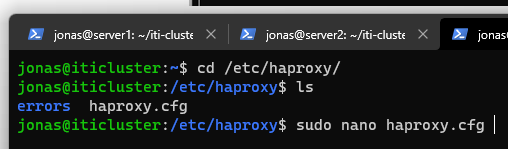 jonas@server1: ~/iti-cluste
jonas@server2: ~/iti-cluste
jonas
jonas@iticluster:~$ cd /etc/haproxy/
jonas@iticluster:/etc/haproxy$ ls
errors  haproxy.cfg
jonas@iticluster:/etc/haproxy$ sudo nano haproxy.cfg